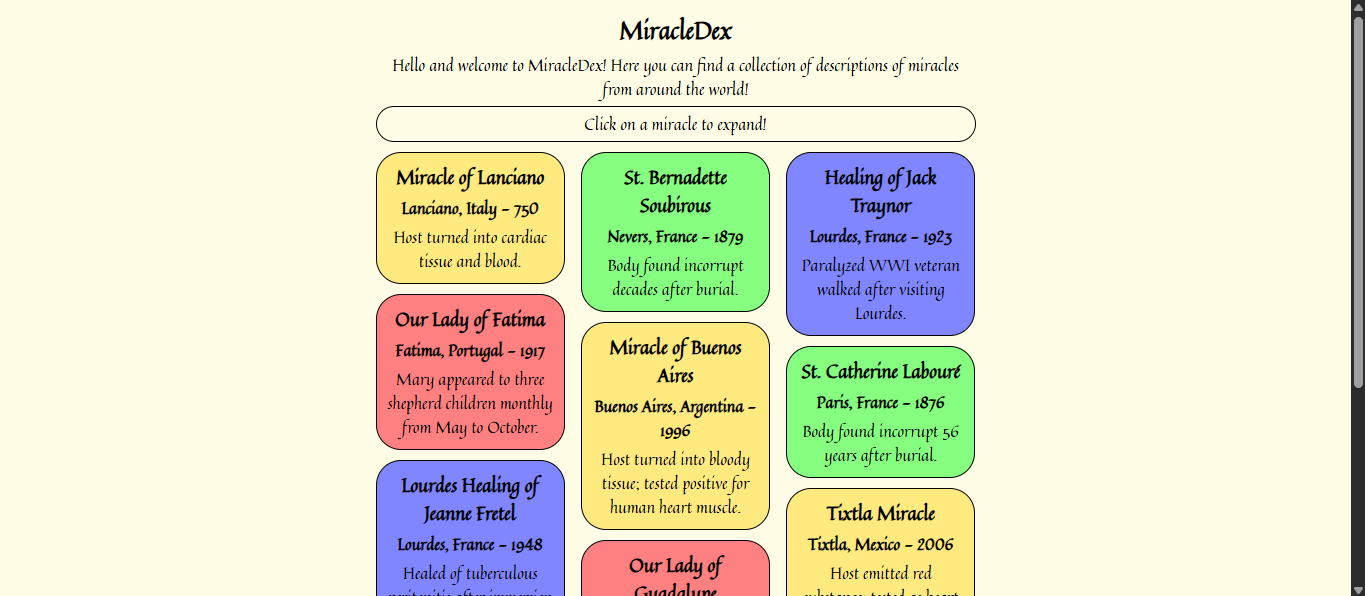 MiracleDex
Hello and welcome to MiracleDex! Here you can find a collection of descriptions of miracles
from around the world!
Click on a miracle to expand!
Miracle of Lanciano
Lanciano, Italy - 750
Host turned into cardiac
tissue and blood.
Our Lady of Fatima
Fatima, Portugal - 1917
Mary appeared to three
shepherd children monthly
from May to October.
Lourdes Healing of
Jeanne Fretel
Lourdes, France - 1948
Healed of tuberculous
St. Bernadette
Soubirous
Nevers, France - 1879
Body found incorrupt
decades after burial.
Miracle of Buenos
Aires
Buenos Aires, Argentina -
1996
Host turned into bloody
tissue; tested positive for
human heart muscle.
Our Lady of
Guadalupe
Healing of Jack
Traynor
Lourdes, France - 1923
Paralyzed WWI veteran
walked after visiting
Lourdes.
St. Catherine Labouré
Paris, France - 1876
Body found incorrupt 56
years after burial.
Tixtla Miracle
Tixtla, Mexico - 2006
Host emitted red